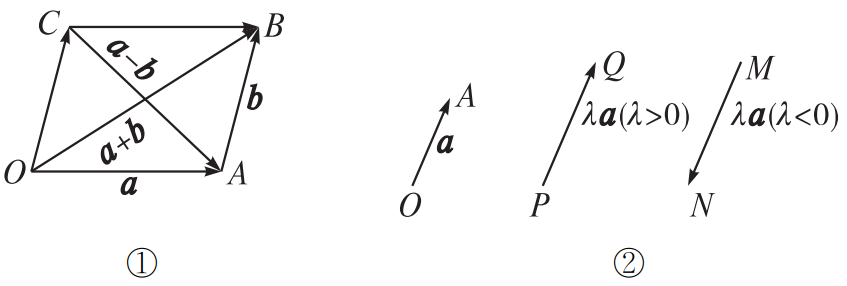 C B
a−b
b
a+b
O a A
①
A
a
O
Q
λa(λ>0)
P
M
λa(λ<0)
N
②